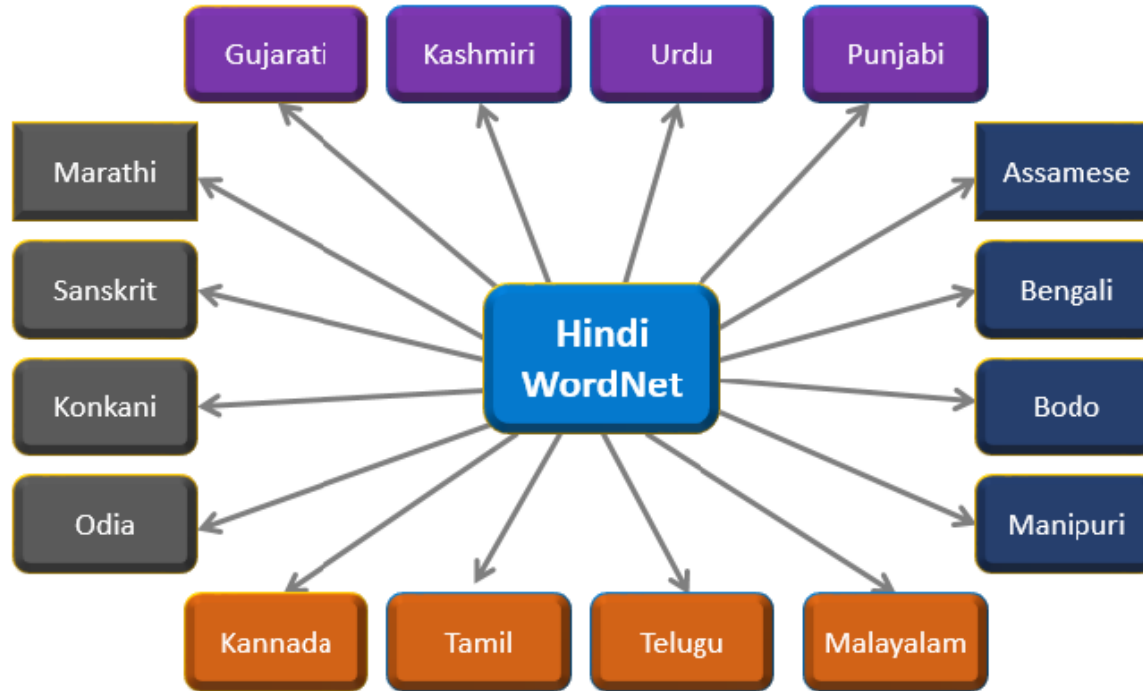 Gujarati
Kashmiri
Urdu
Punjabi
Marathi
Assamese
Sanskrit
Bengali
Hindi
WordNet
Konkani
Bodo
Odia
Manipuri
Kannada
Tamil
Telugu
Malayalam